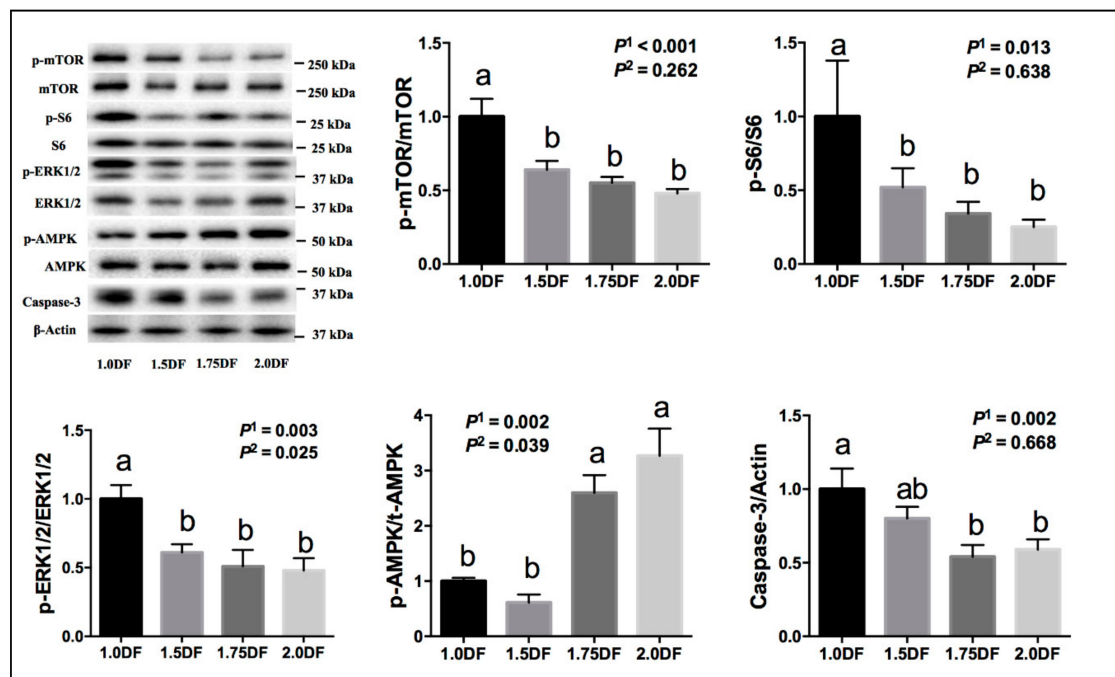 p-mTOR
250 kDa
mTOR
250 kDa
p-S6
25 kDa
S6
25 kDa
p-ERK1/2
37 kDa
ERK1/2
37 kDa
p-AMPK
50 kDa
AMPK
50 kDa
Caspase-3
37 kDa
β-Actin
37 kDa
1.0DF 1.5DF 1.75DF 2.0DF
p-mTOR/mTOR
1.5
1.0
0.5
0.0
P1 < 0.001
P2 = 0.262
a
b
b
b
1.0DF 1.5DF 1.75DF 2.0DF
p-S6/S6
1.5
1.0
0.5
0.0
P1 = 0.013
P2 = 0.638
a
b
b
b
1.0DF 1.5DF 1.75DF 2.0DF
p-ERK1/2/ERK1/2
1.5
1.0
0.5
0.0
P1 = 0.003
P2 = 0.025
a
b
b
b
1.0DF 1.5DF 1.75DF 2.0DF
p-AMPK/t-AMPK
4
3
2
1
0
P1 = 0.002
P2 = 0.039
b
b
a
a
1.0DF 1.5DF 1.75DF 2.0DF
Caspase-3/Actin
1.5
1.0
0.5
0.0
P1 = 0.002
P2 = 0.668
a
ab
b
b
1.0DF 1.5DF 1.75DF 2.0DF